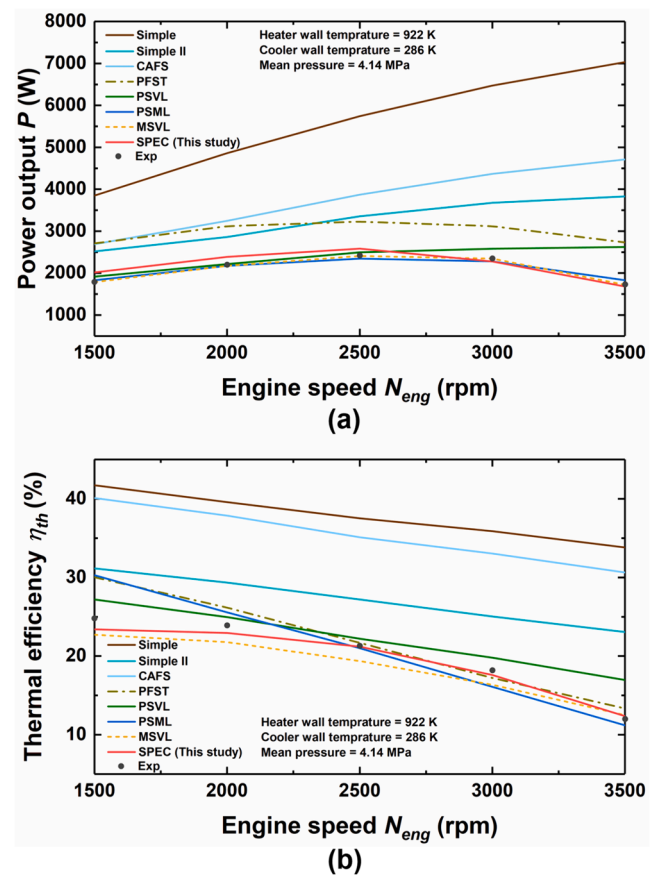 8000
7000
6000
5000
4000
3000
2000
1000
Power output P (W)
Simple
Simple II
CAFS
PFST
PSVL
PSML
MSVL
SPEC (This study)
Exp
Heater wall temprature = 922 K
Cooler wall temprature = 286 K
Mean pressure = 4.14 MPa
1500 2000 2500 3000 3500
Engine speed N_eng (rpm)
(a)
40
30
20
10
Thermal efficiency η_th (%)
Simple
Simple II
CAFS
PFST
PSVL
PSML
MSVL
SPEC (This study)
Exp
Heater wall temprature = 922 K
Cooler wall temprature = 286 K
Mean pressure = 4.14 MPa
1500 2000 2500 3000 3500
Engine speed N_eng (rpm)
(b)